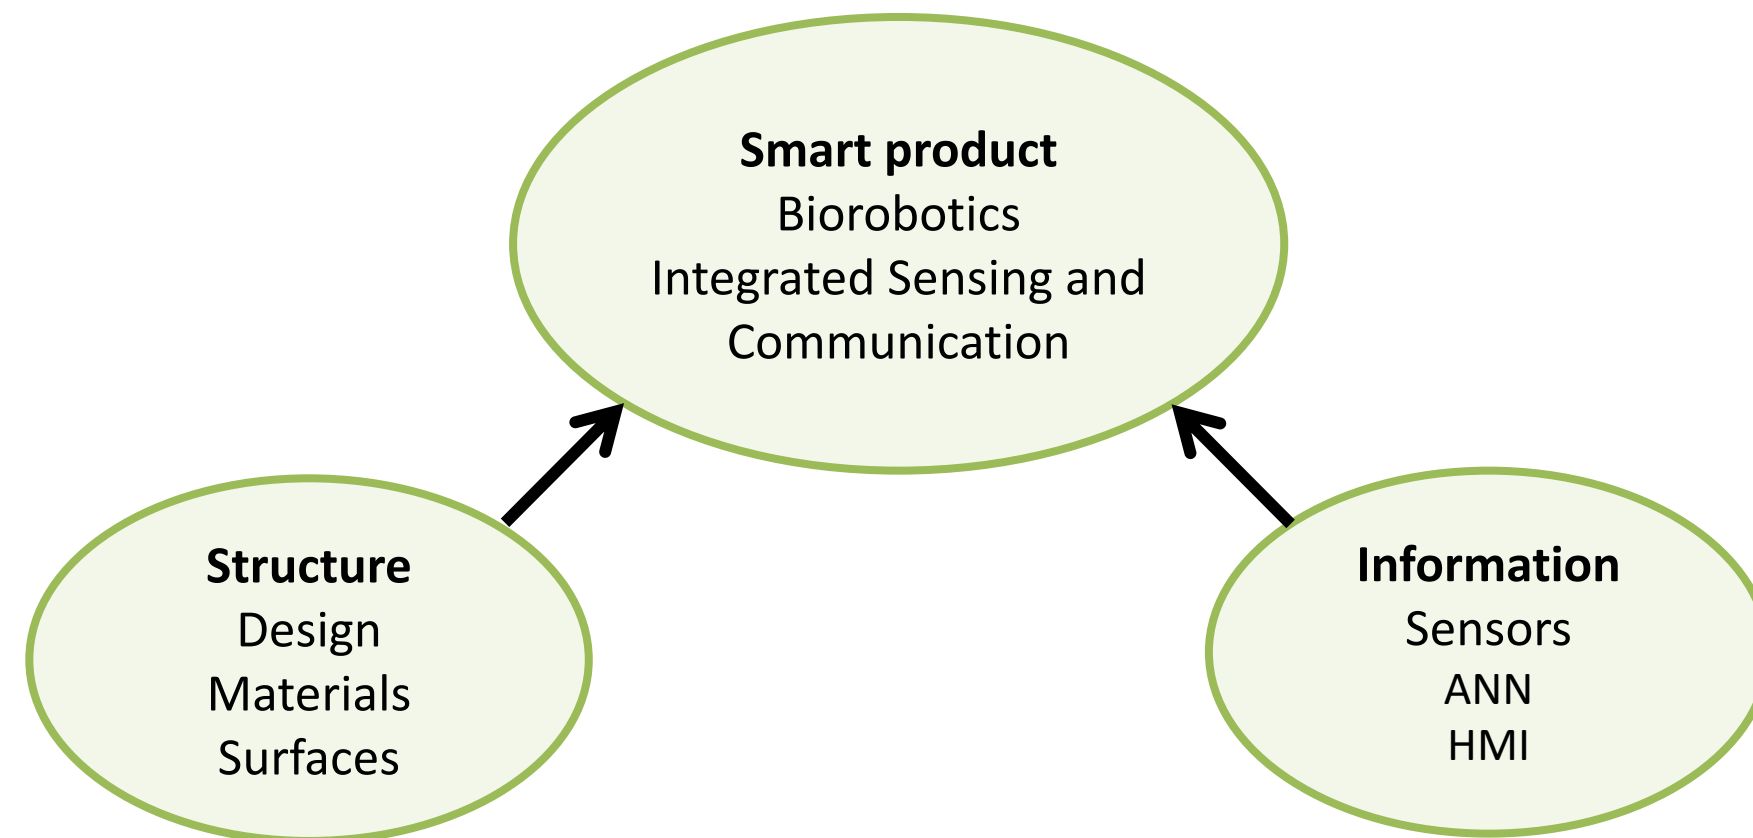 Smart product
Biorobotics
Integrated Sensing and
Communication
Structure
Design
Materials
Surfaces
Information
Sensors
ANN
HMI